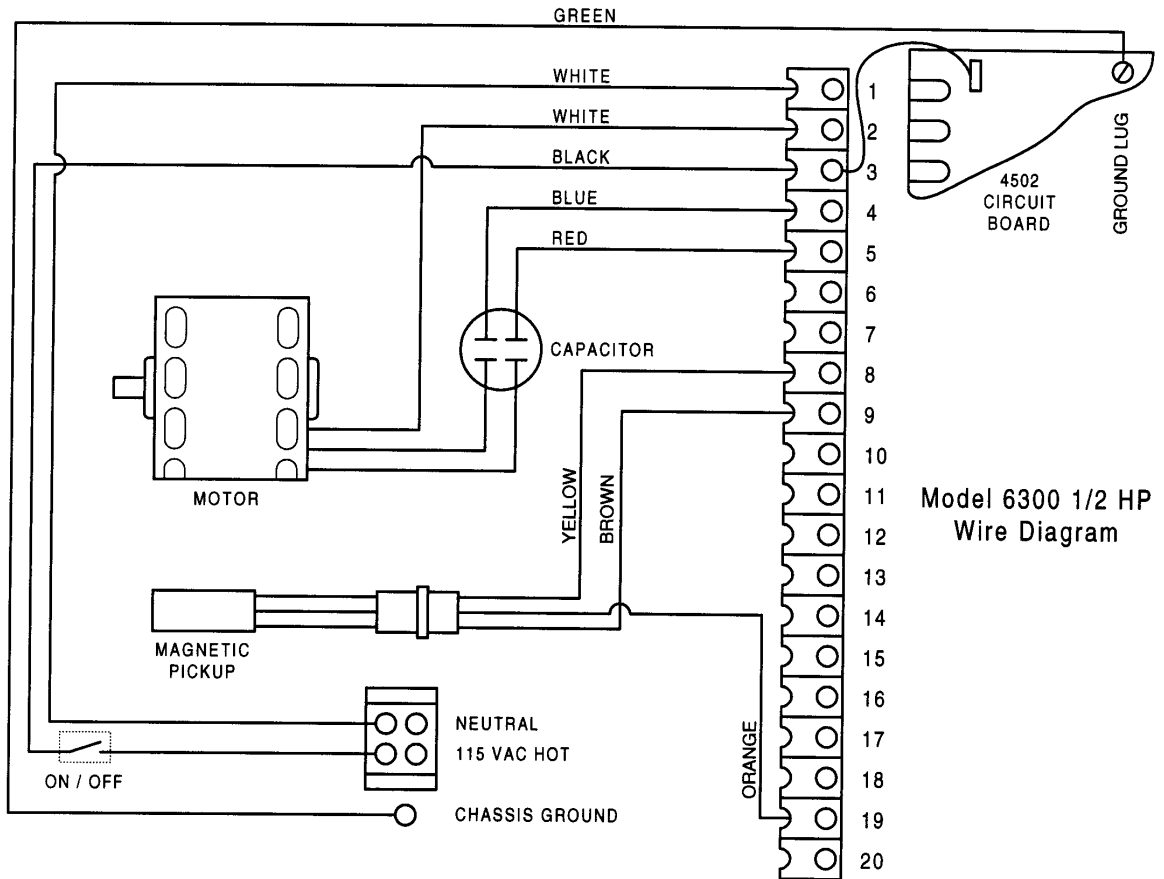 GREEN
WHITE
WHITE
BLACK
BLUE
RED
1
2
3
4
5
6
7
8
9
10
11
12
13
14
15
16
17
18
19
20
4502
CIRCUIT
BOARD
GROUND LUG
CAPACITOR
MOTOR
YELLOW
BROWN
Model 6300 1/2 HP
Wire Diagram
MAGNETIC
PICKUP
NEUTRAL
115 VAC HOT
ON / OFF
ORANGE
CHASSIS GROUND